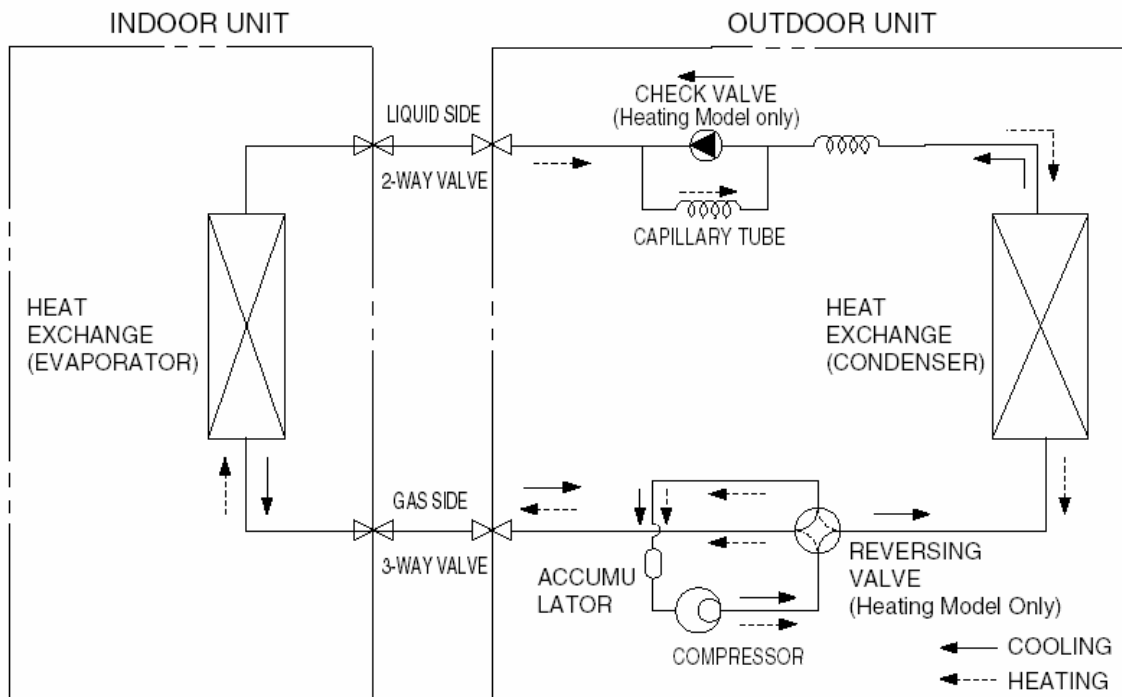 INDOOR UNIT
OUTDOOR UNIT
LIQUID SIDE
2-WAY VALVE
CHECK VALVE
(Heating Model only)
CAPILLARY TUBE
HEAT
EXCHANGE
(EVAPORATOR)
HEAT
EXCHANGE
(CONDENSER)
GAS SIDE
3-WAY VALVE
ACCUMU
LATOR
COMPRESSOR
REVERSING
VALVE
(Heating Model Only)
COOLING
HEATING